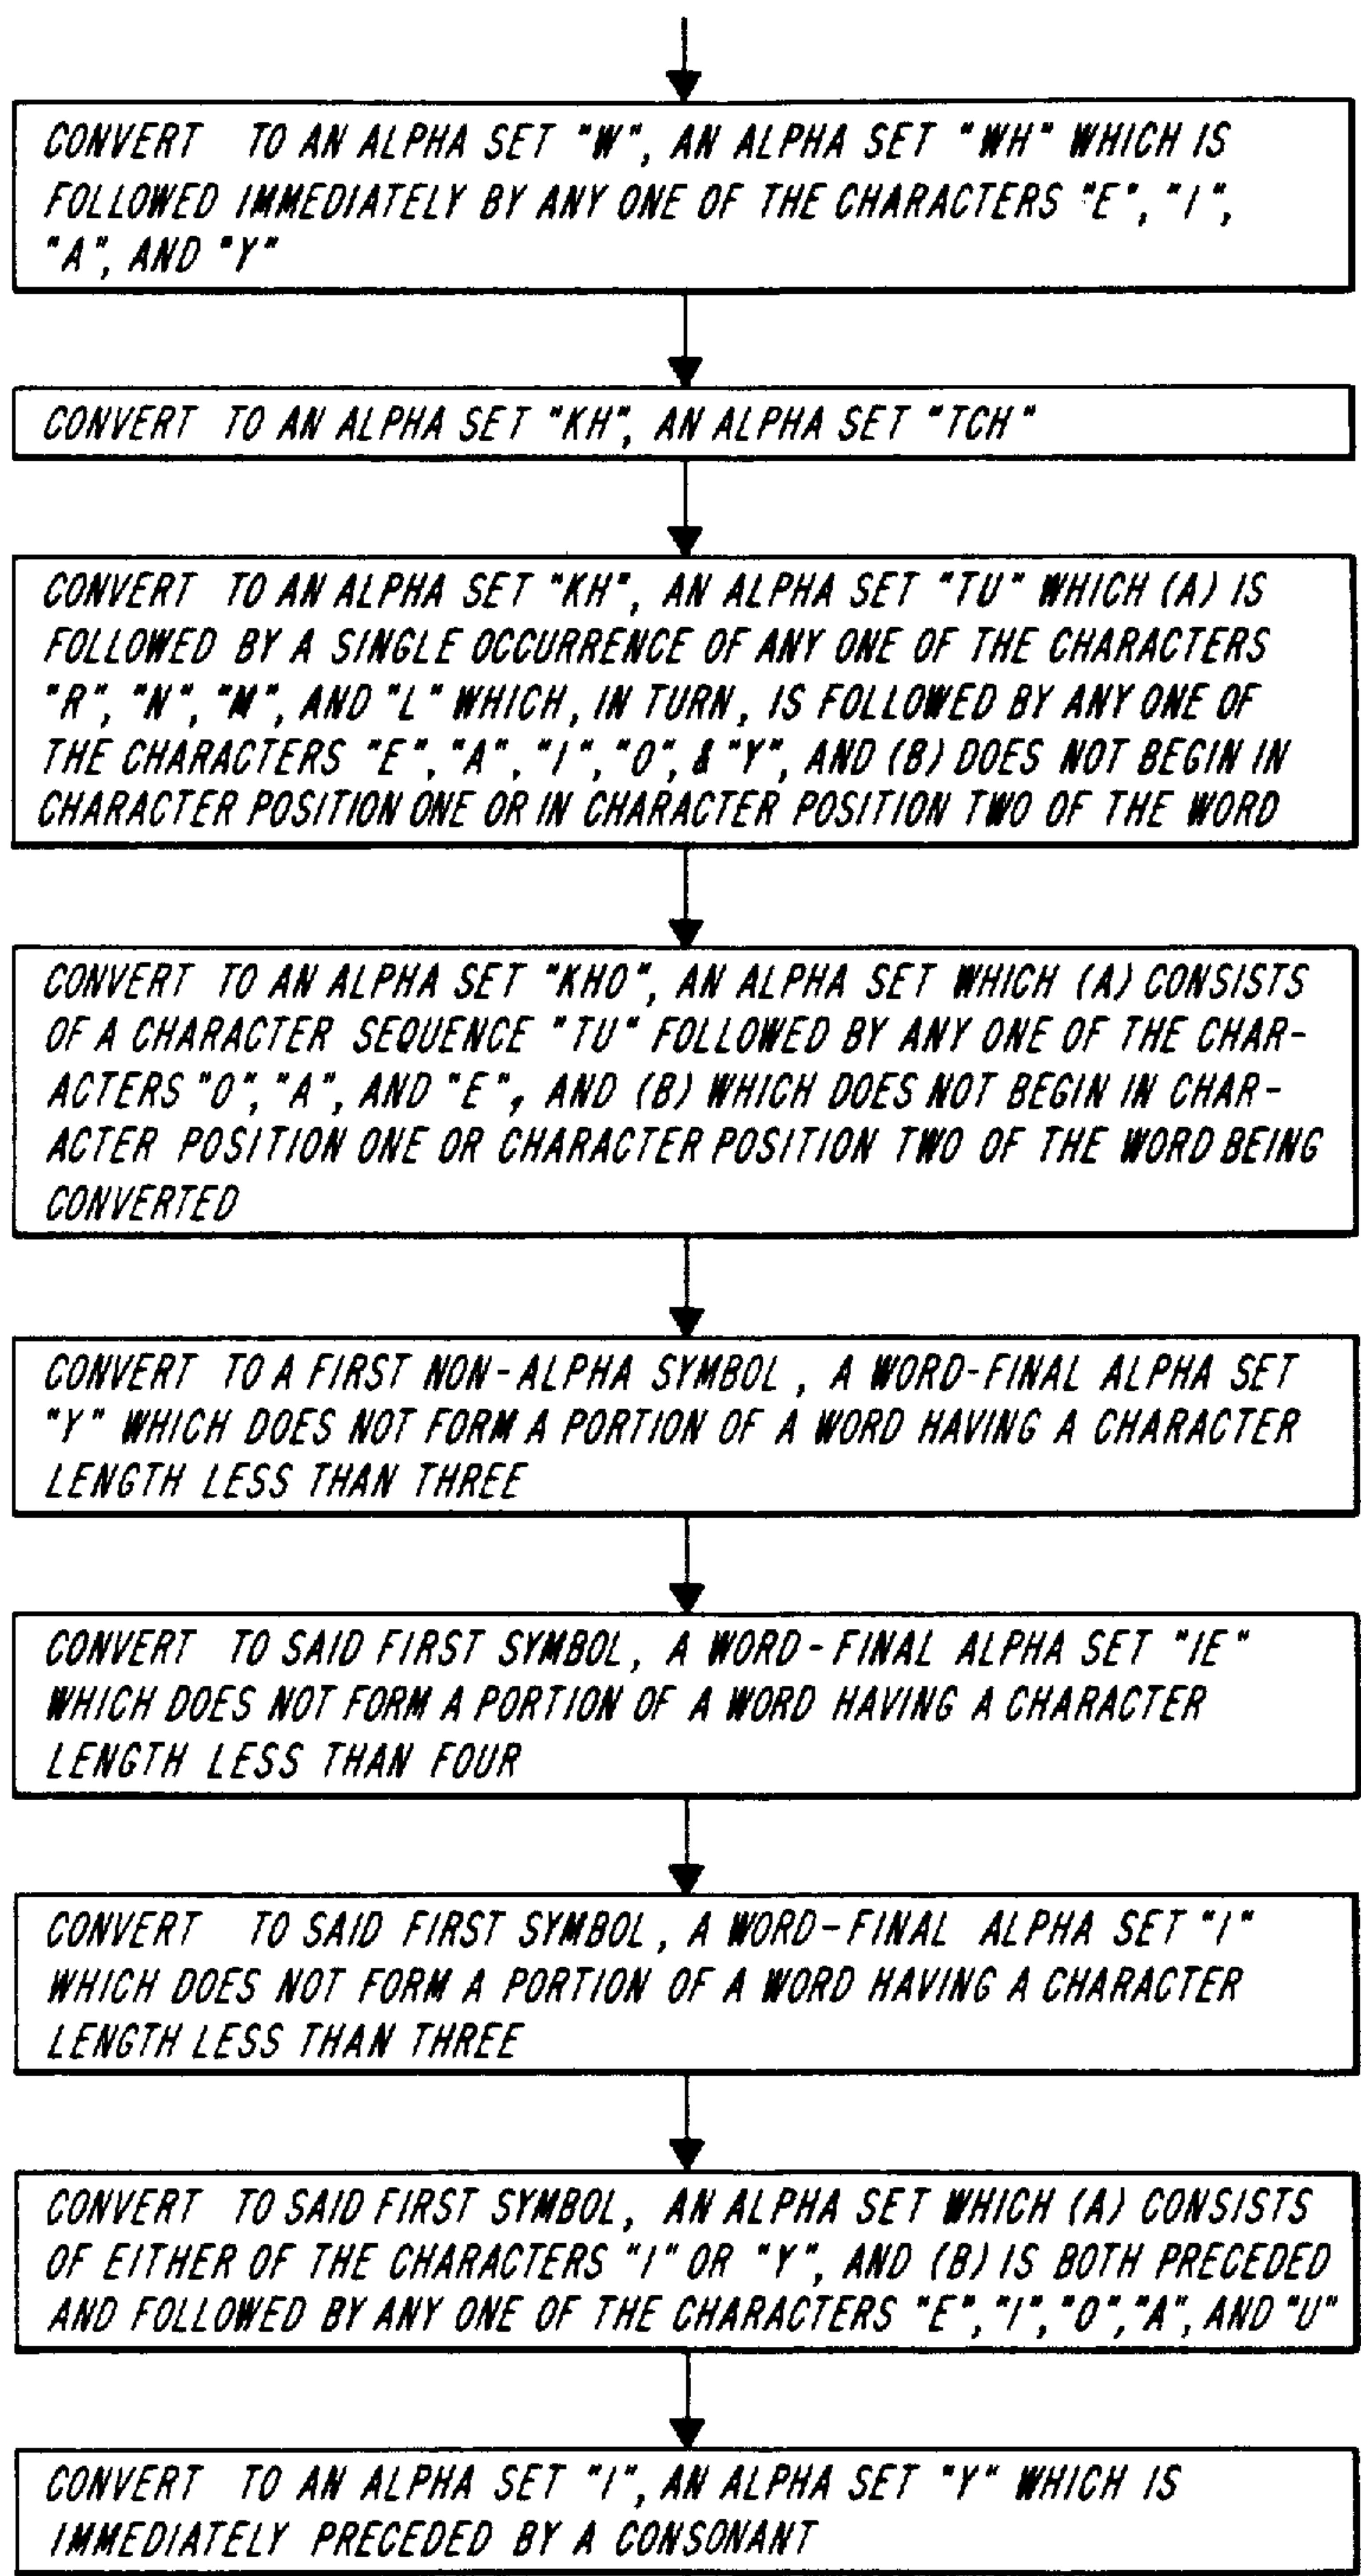 CONVERT TO AN ALPHA SET "W", AN ALPHA SET "WH" WHICH IS
FOLLOWED IMMEDIATELY BY ANY ONE OF THE CHARACTERS "E", "I",
"A", AND "Y"
CONVERT TO AN ALPHA SET "KH", AN ALPHA SET "TCH"
CONVERT TO AN ALPHA SET "KH", AN ALPHA SET "TU" WHICH (A) IS
FOLLOWED BY A SINGLE OCCURRENCE OF ANY ONE OF THE CHARACTERS
"R", "N", "M", AND "L" WHICH, IN TURN, IS FOLLOWED BY ANY ONE OF
THE CHARACTERS "E", "A", "I", "O", & "Y", AND (B) DOES NOT BEGIN IN
CHARACTER POSITION ONE OR IN CHARACTER POSITION TWO OF THE WORD
CONVERT TO AN ALPHA SET "KHO", AN ALPHA SET WHICH (A) CONSISTS
OF A CHARACTER SEQUENCE "TU" FOLLOWED BY ANY ONE OF THE CHAR-
ACTERS "O", "A", AND "E", AND (B) WHICH DOES NOT BEGIN IN CHAR-
ACTER POSITION ONE OR CHARACTER POSITION TWO OF THE WORD BEING
CONVERTED
CONVERT TO A FIRST NON-ALPHA SYMBOL, A WORD-FINAL ALPHA SET
"Y" WHICH DOES NOT FORM A PORTION OF A WORD HAVING A CHARACTER
LENGTH LESS THAN THREE
CONVERT TO SAID FIRST SYMBOL, A WORD-FINAL ALPHA SET "IE"
WHICH DOES NOT FORM A PORTION OF A WORD HAVING A CHARACTER
LENGTH LESS THAN FOUR
CONVERT TO SAID FIRST SYMBOL, A WORD-FINAL ALPHA SET "I"
WHICH DOES NOT FORM A PORTION OF A WORD HAVING A CHARACTER
LENGTH LESS THAN THREE
CONVERT TO SAID FIRST SYMBOL, AN ALPHA SET WHICH (A) CONSISTS
OF EITHER OF THE CHARACTERS "I" OR "Y", AND (B) IS BOTH PRECEDED
AND FOLLOWED BY ANY ONE OF THE CHARACTERS "E", "I", "O", "A", AND "U"
CONVERT TO AN ALPHA SET "I", AN ALPHA SET "Y" WHICH IS
IMMEDIATELY PRECEDED BY A CONSONANT